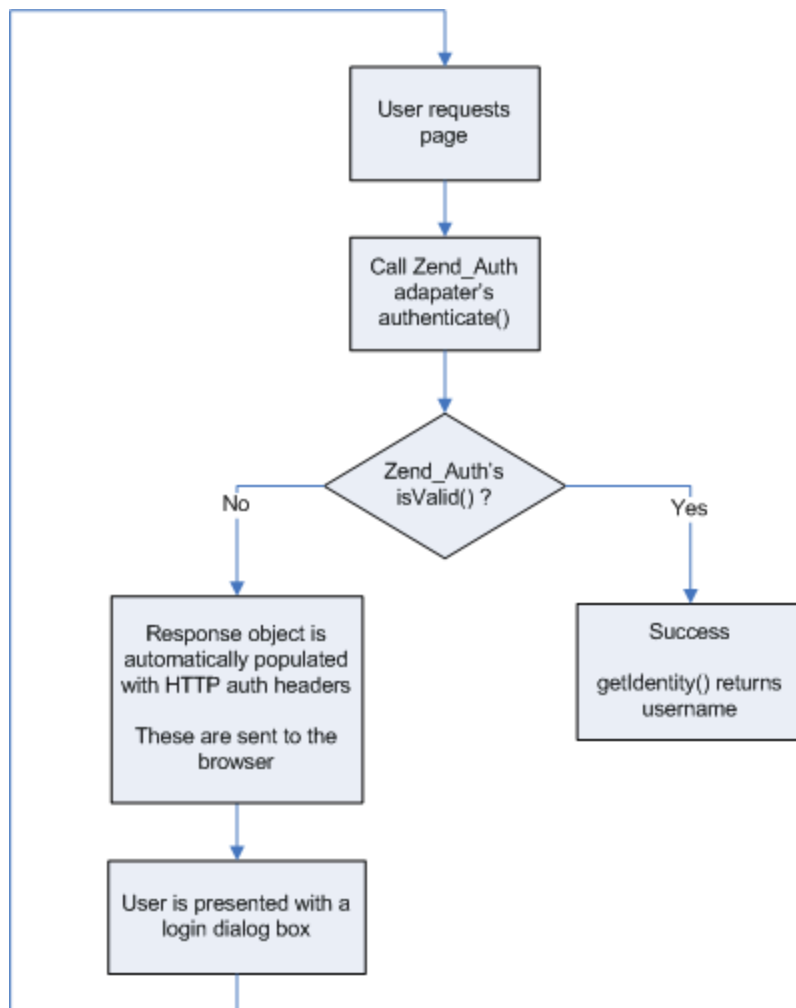 User requests
page
Call Zend_Auth
adapater's
authenticate()
Zend_Auth's
isValid() ?
No
Yes
Response object is
automatically populated
with HTTP auth headers
These are sent to the
browser
Success
getIdentity() returns
username
User is presented with a
login dialog box